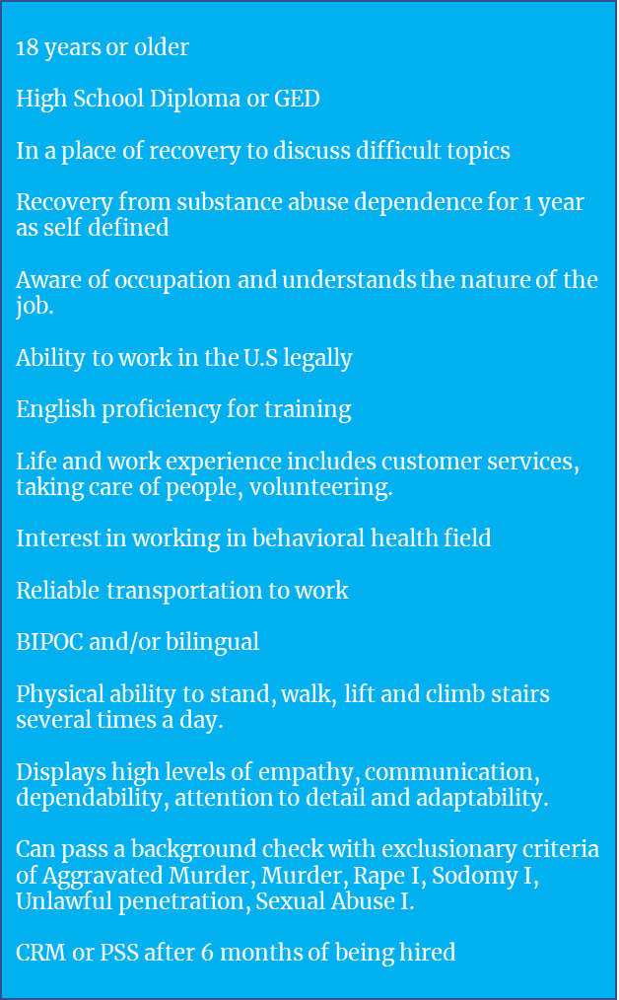 18 years or older
High School Diploma or GED
In a place of recovery to discuss difficult topics
Recovery from substance abuse dependence for 1 year
as self defined
Aware of occupation and understands the nature of the
job.
Ability to work in the U.S legally
English proficiency for training
Life and work experience includes customer services,
taking care of people, volunteering.
Interest in working in behavioral health field
Reliable transportation to work
BIPOC and/or bilingual
Physical ability to stand, walk, lift and climb stairs
several times a day.
Displays high levels of empathy, communication,
dependability, attention to detail and adaptability.
Can pass a background check with exclusionary criteria
of Aggravated Murder, Murder, Rape I, Sodomy I,
Unlawful penetration, Sexual Abuse I.
CRM or PSS after 6 months of being hired